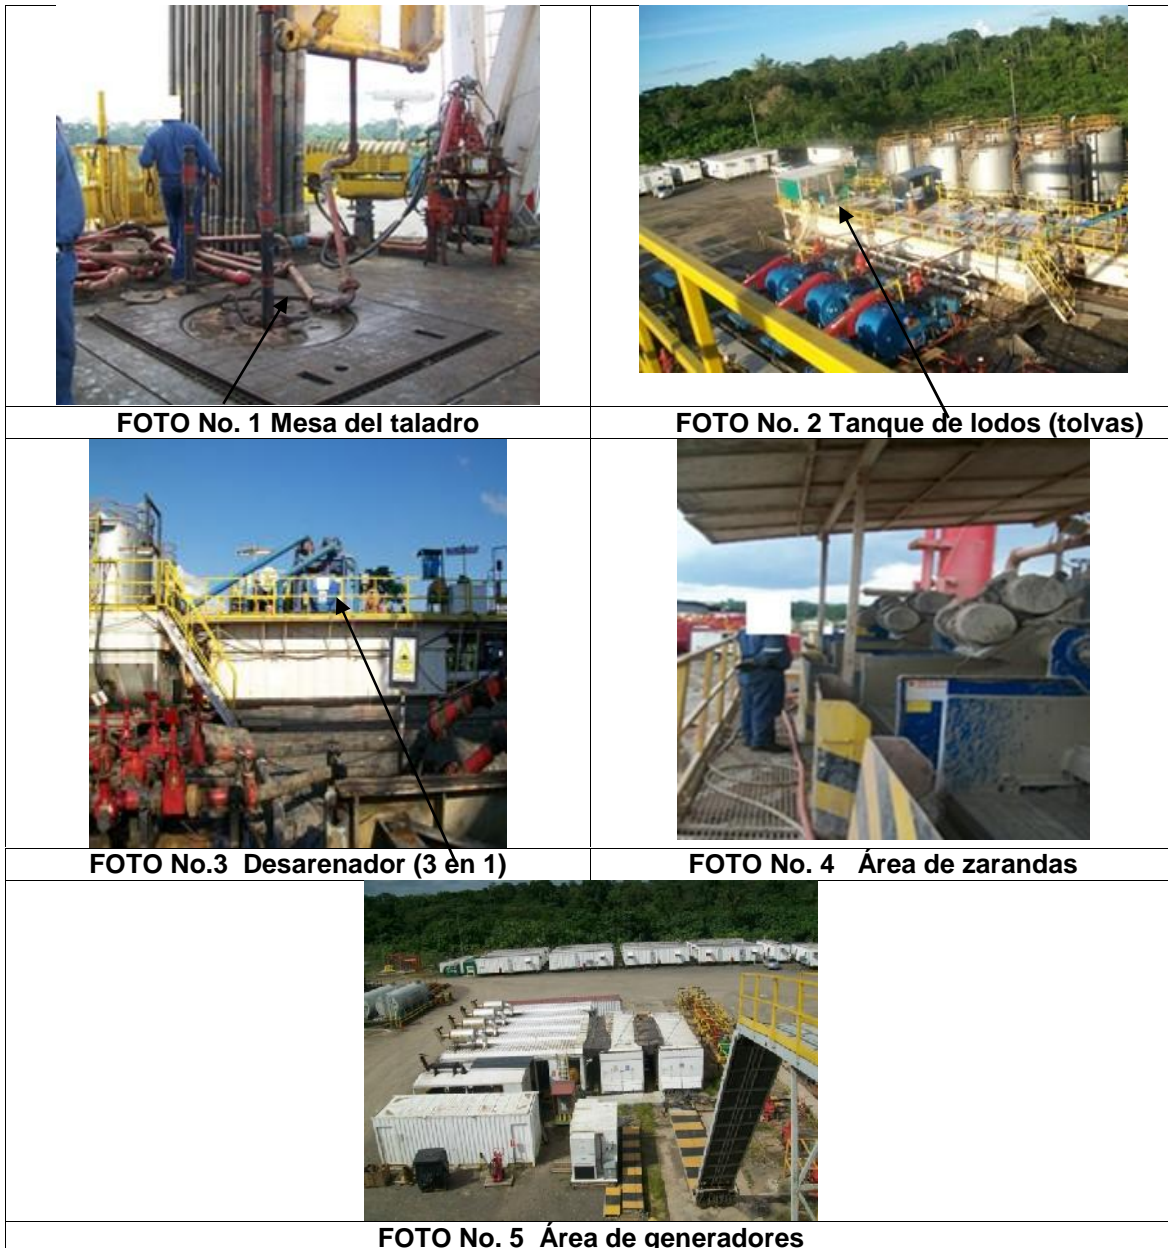 FOTO No. 1 Mesa del taladro
FOTO No. 2 Tanque de lodos (tolvas)
FOTO No.3 Desarenador (3 en 1)
FOTO No. 4 Área de zarandas
FOTO No. 5 Área de generadores